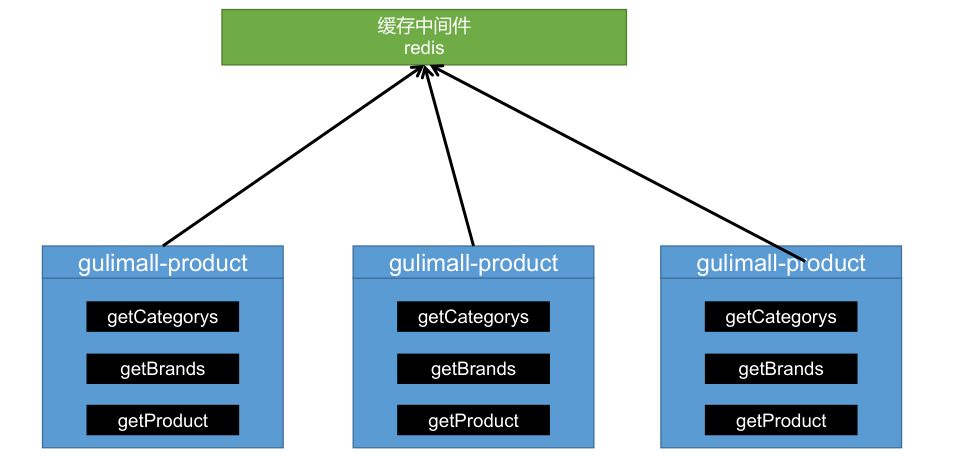 缓存中间件
redis
gulimall-product
getCategorys
getBrands
getProduct
gulimall-product
getCategorys
getBrands
getProduct
gulimall-product
getCategorys
getBrands
getProduct